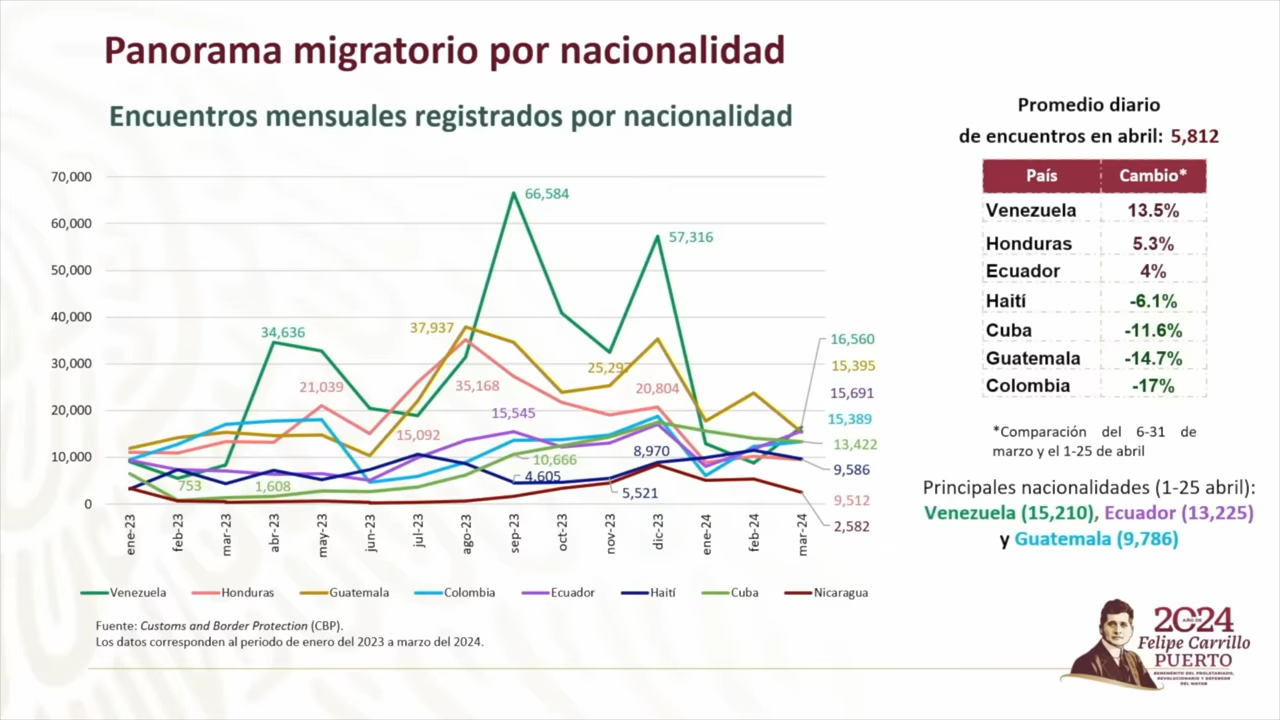 Panorama migratorio por nacionalidad
Encuentros mensuales registrados por nacionalidad
70,000
60,000
50,000
40,000
30,000
20,000
10,000
0
66,584
57,316
34,636
37,937
25,297
21,039
35,168
20,804
15,092
15,545
753
1,608
10,666
4,605
5,521
8,970
16,560
15,395
15,691
15,389
13,422
9,586
9,512
2,582
ene-23
feb-23
mar-23
abr-23
may-23
jun-23
jul-23
ago-23
sep-23
oct-23
nov-23
dic-23
ene-24
feb-24
mar-24
Venezuela Honduras Guatemala Colombia Ecuador Haití Cuba Nicaragua
Fuente: Customs and Border Protection (CBP).
Los datos corresponden al periodo de enero del 2023 a marzo del 2024.
Promedio diario
de encuentros en abril: 5,812
País Cambio*
Venezuela 13.5%
Honduras 5.3%
Ecuador 4%
Haití -6.1%
Cuba -11.6%
Guatemala -14.7%
Colombia -17%
*Comparación del 6-31 de
marzo y el 1-25 de abril
Principales nacionalidades (1-25 abril):
Venezuela (15,210), Ecuador (13,225)
y Guatemala (9,786)
2024
AÑO DE
Felipe Carrillo
PUERTO
BENEMÉRITO DEL PROLETARIADO,
REVOLUCIONARIO Y DEFENSOR
DEL MAYAB